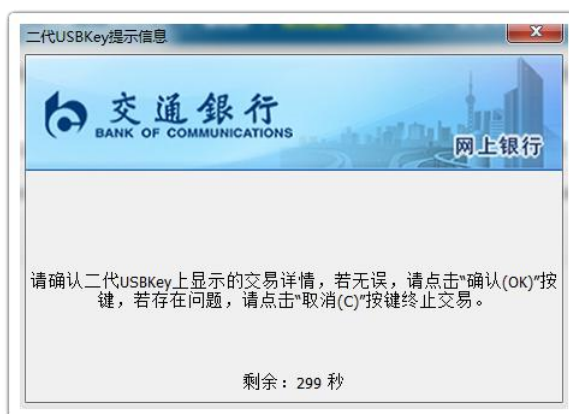 二代USBKey提示信息
交通銀行
BANK OF COMMUNICATIONS
网上银行
请确认二代USBKey上显示的交易详情，若无误，请点击“确认(OK)”按
键，若存在问题，请点击“取消(C)”按键终止交易。
剩余：299 秒